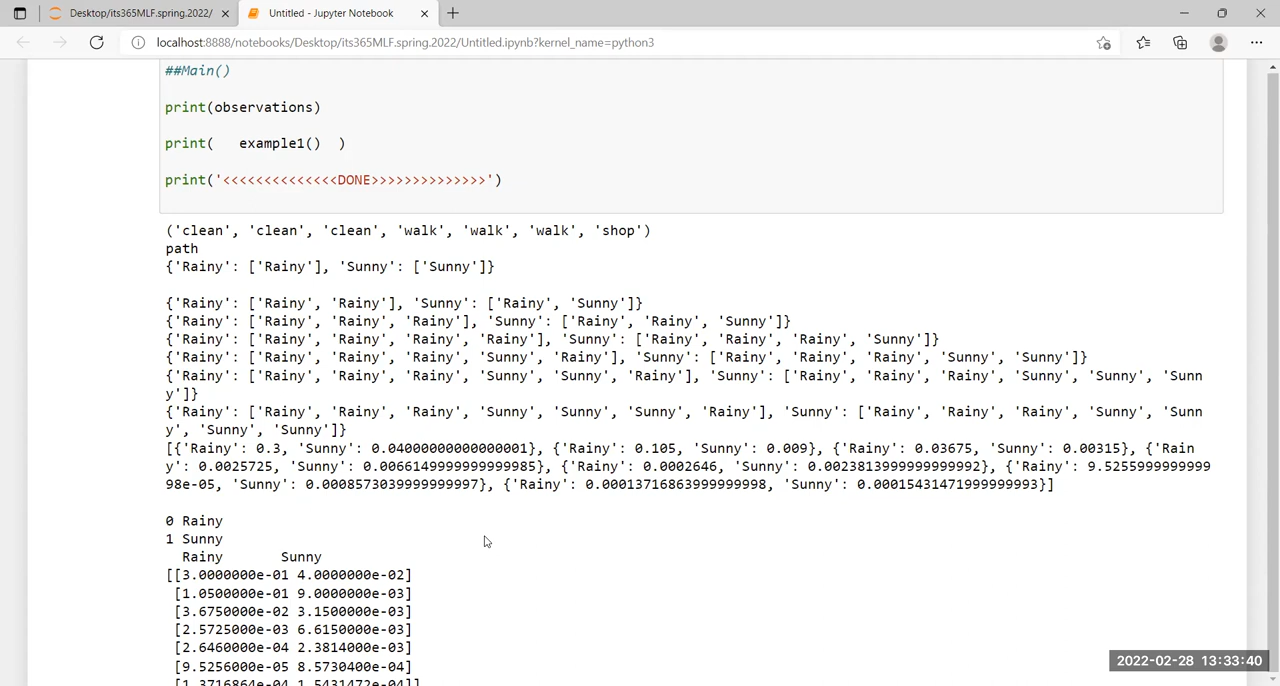 Desktop/its365MLF.spring.2022/
Untitled - Jupyter Notebook
localhost:8888/notebooks/Desktop/its365MLF.spring.2022/Untitled.ipynb?kernel_name=python3
##Main()
print(observations)
print(   example1()  )
print('<<<<<<<<<<<<<<DONE>>>>>>>>>>>>>>')
('clean', 'clean', 'clean', 'walk', 'walk', 'walk', 'shop')
path
{'Rainy': ['Rainy'], 'Sunny': ['Sunny']}
{'Rainy': ['Rainy', 'Rainy'], 'Sunny': ['Rainy', 'Sunny']}
{'Rainy': ['Rainy', 'Rainy', 'Rainy'], 'Sunny': ['Rainy', 'Rainy', 'Sunny']}
{'Rainy': ['Rainy', 'Rainy', 'Rainy', 'Rainy'], 'Sunny': ['Rainy', 'Rainy', 'Rainy', 'Sunny']}
{'Rainy': ['Rainy', 'Rainy', 'Rainy', 'Sunny', 'Rainy'], 'Sunny': ['Rainy', 'Rainy', 'Rainy', 'Sunny', 'Sunny']}
{'Rainy': ['Rainy', 'Rainy', 'Rainy', 'Sunny', 'Sunny', 'Rainy'], 'Sunny': ['Rainy', 'Rainy', 'Rainy', 'Sunny', 'Sunny', 'Sunn
y']}
{'Rainy': ['Rainy', 'Rainy', 'Rainy', 'Sunny', 'Sunny', 'Sunny', 'Rainy'], 'Sunny': ['Rainy', 'Rainy', 'Rainy', 'Sunny', 'Sunn
y', 'Sunny', 'Sunny']}
[{'Rainy': 0.3, 'Sunny': 0.04000000000000001}, {'Rainy': 0.105, 'Sunny': 0.009}, {'Rainy': 0.03675, 'Sunny': 0.00315}, {'Rain
y': 0.0025725, 'Sunny': 0.0066149999999999985}, {'Rainy': 0.0002646, 'Sunny': 0.0023813999999999992}, {'Rainy': 9.5255999999999
98e-05, 'Sunny': 0.0008573039999999997}, {'Rainy': 0.00013716863999999998, 'Sunny': 0.00015431471999999993}]
0 Rainy
1 Sunny
Rainy       Sunny
[[3.0000000e-01 4.0000000e-02]
[1.0500000e-01 9.0000000e-03]
[3.6750000e-02 3.1500000e-03]
[2.5725000e-03 6.6150000e-03]
[2.6460000e-04 2.3814000e-03]
[9.5256000e-05 8.5730400e-04]
[1.3716864e-04 1.5431472e-04]]
2022-02-28 13:33:40